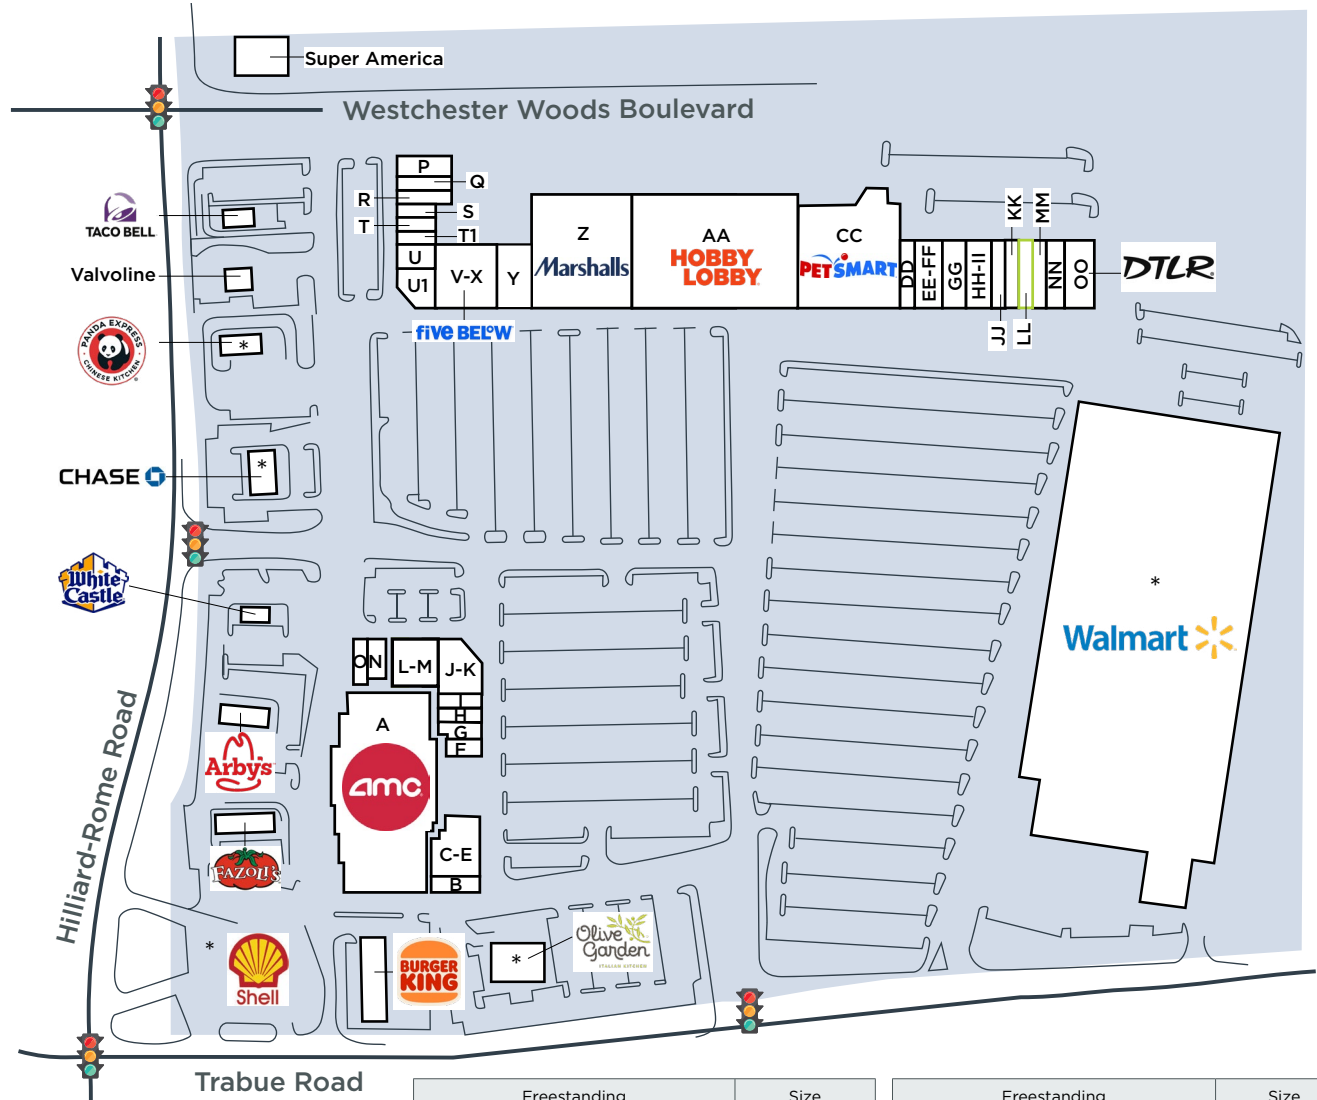 Super America
Westchester Woods Boulevard
P
Q
R
S
T
T1
U
U1
V-X
Y
Z
Marshalls
AA
HOBBY
LOBBY
CC
PETSMART
DD
EE-FF
GG
HH-II
JJ
KK
LL
MM
NN
OO
DTLR
five BELOW
TACO BELL
Valvoline
PANDA EXPRESS
CHINESE KITCHEN
*
CHASE
*
White
Castle
*
Walmart
O
N
L-M
J-K
I
H
G
F
A
amc
C-E
B
Arby's
FAZOLI'S
Hilliard-Rome Road
*
Shell
BURGER
KING
*
Olive
Garden
ITALIAN KITCHEN
Trabue Road
Freestanding
Size
Freestanding
Size